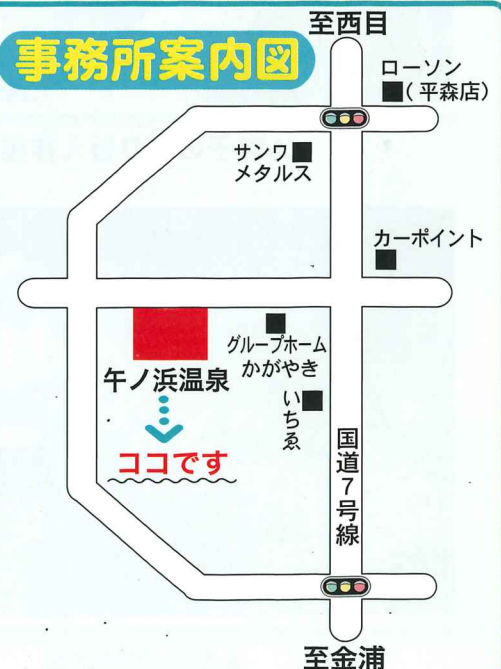 至西目
事務所案内図
ローソン
(平森店)
サンワ
メタルス
カーポイント
グループホーム
かがやき
午ノ浜温泉
いちゑ
ココです
国道7号線
至金浦